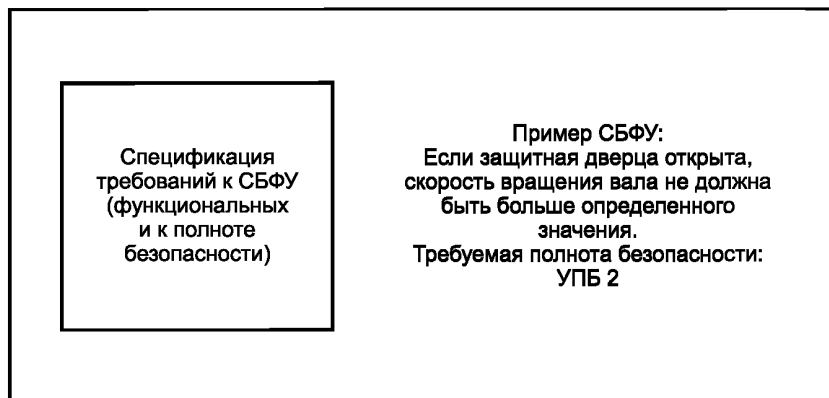 Спецификация
требований к СБФУ
(функциональных
и к полноте
безопасности)
Пример СБФУ:
Если защитная дверца открыта,
скорость вращения вала не должна
быть больше определенного
значения.
Требуемая полнота безопасности:
УПБ 2